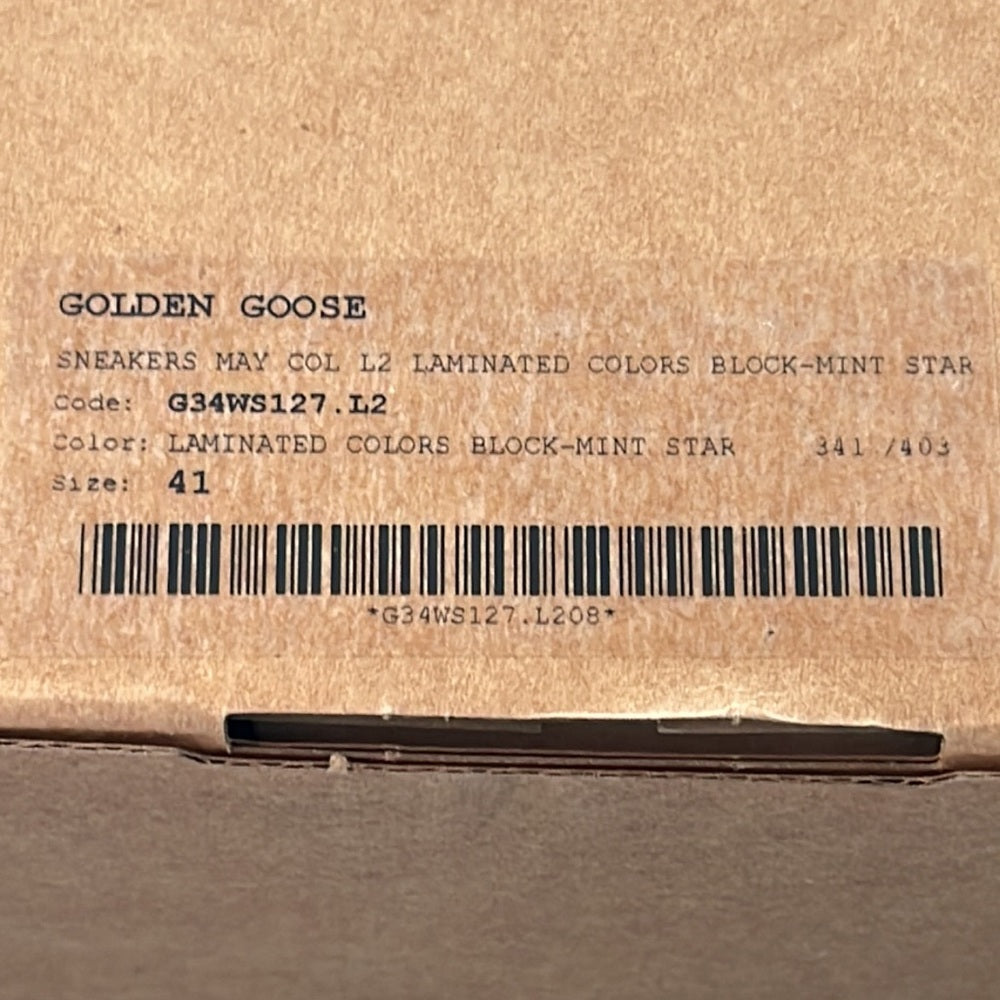 GOLDEN GOOSE
SNEAKERS MAY COL L2 LAMINATED COLORS BLOCK-MINT STAR
Code: G34WS127.L2
Color: LAMINATED COLORS BLOCK-MINT STAR 341 /403
Size: 41
*G34WS127.L208*